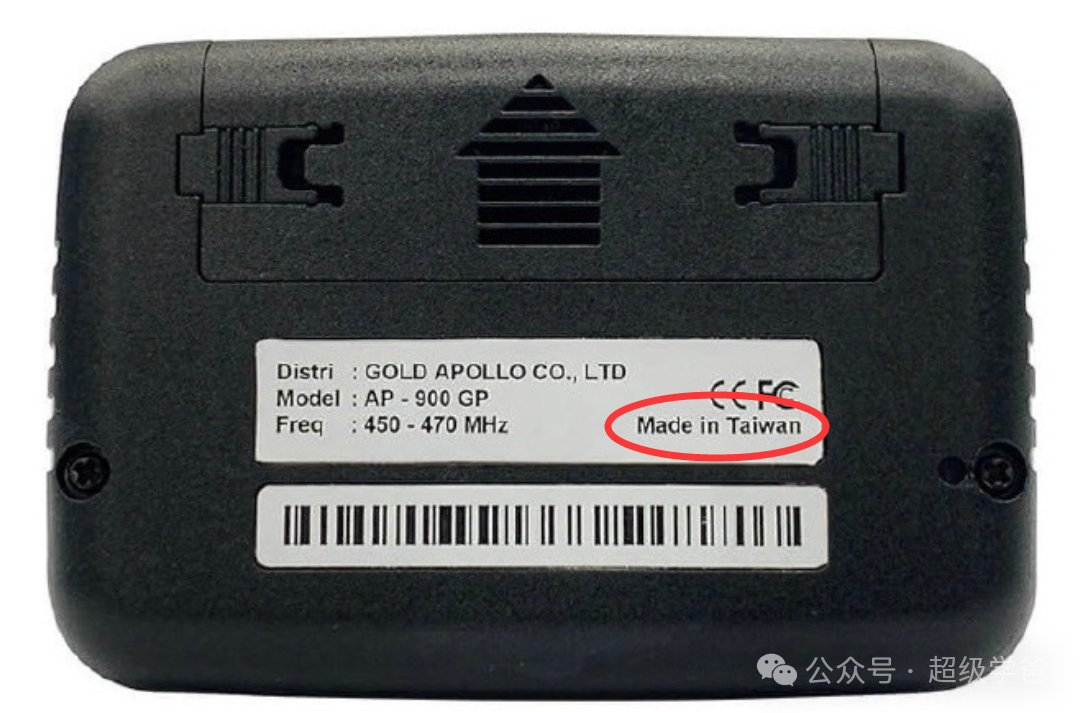 Distri : GOLD APOLLO CO., LTD
Model : AP - 900 GP
Freq : 450 - 470 MHz
CE FC
Made in Taiwan
公众号 · 超级学爸